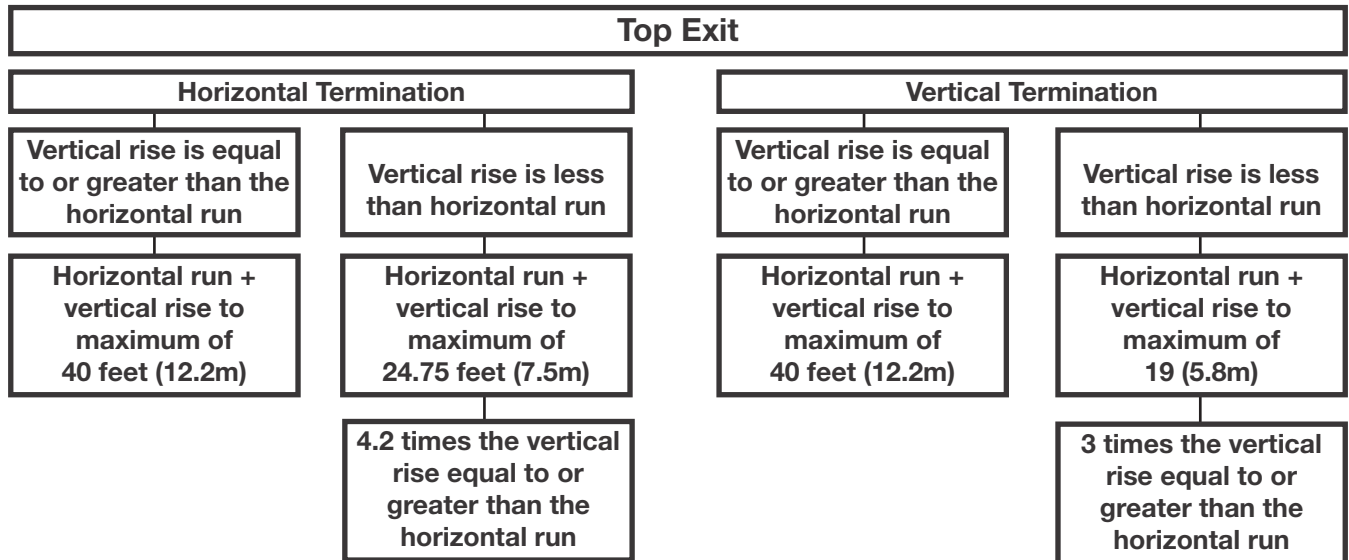 Top Exit
Horizontal Termination
Vertical rise is equal
to or greater than the
horizontal run
Horizontal run +
vertical rise to
maximum of
40 feet (12.2m)
Vertical rise is less
than horizontal run
Horizontal run +
vertical rise to
maximum of
24.75 feet (7.5m)
4.2 times the vertical
rise equal to or
greater than the
horizontal run
Vertical Termination
Vertical rise is equal
to or greater than the
horizontal run
Horizontal run +
vertical rise to
maximum of
40 feet (12.2m)
Vertical rise is less
than horizontal run
Horizontal run +
vertical rise to
maximum of
19 (5.8m)
3 times the vertical
rise equal to or
greater than the
horizontal run